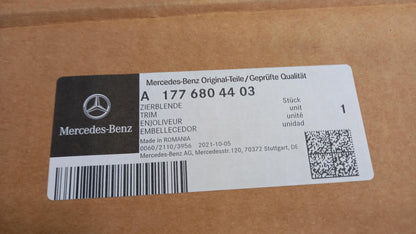 Mercedes-Benz Original-Teile/Geprüfte Qualität
A 177 680 44 03
ZIERBLENDE
TRIM
ENJOLIVEUR
EMBELLECEDOR
Stück
unit
unité
unidad
1
Mercedes-Benz
Made in ROMANIA
0060/2110/3956 2021-10-05
Mercedes-Benz AG, Mercedesstr.120, 70372 Stuttgart, DE